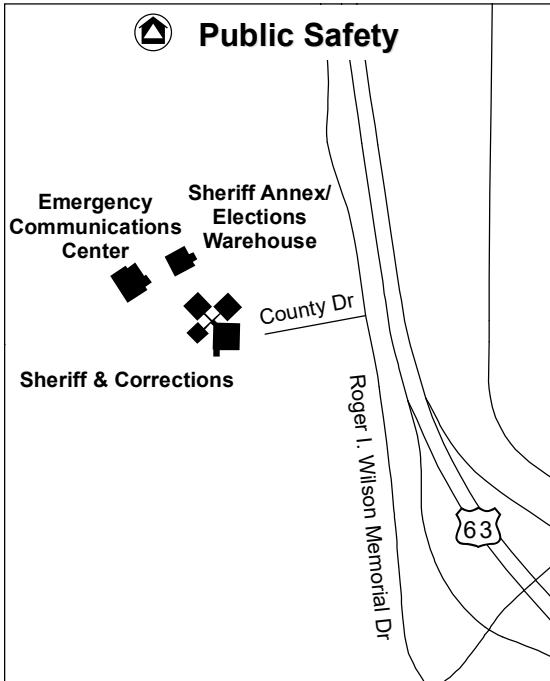 Public Safety
Emergency
Communications
Center
Sheriff Annex/
Elections
Warehouse
County Dr
Sheriff & Corrections
Roger I. Wilson Memorial Dr
63